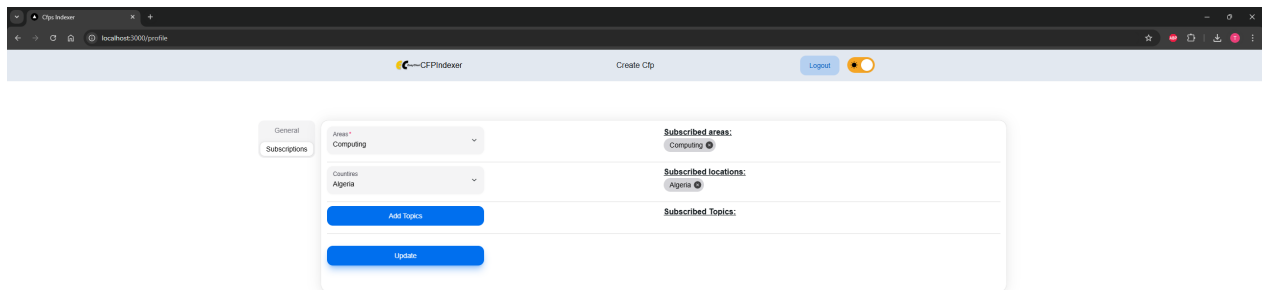 Cfps Indexer
localhost:3000/profile
CFPIndexer
Create Cfp
Logout
General
Subscriptions
Areas*
Computing
Subscribed areas:
Computing
Countires
Algeria
Subscribed locations:
Algeria
Add Topics
Subscribed Topics:
Update